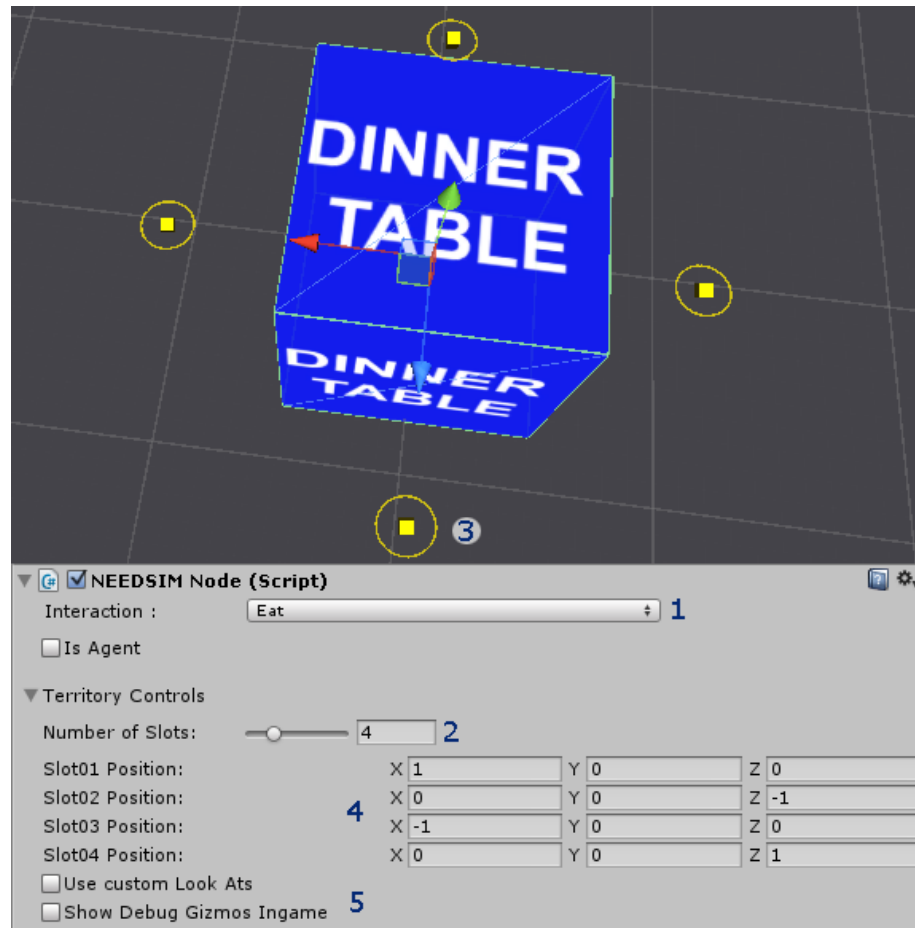 DINNER
TABLE
DINNER
TABLE
3
NEEDSIM Node (Script)
Interaction : Eat 1
Is Agent
Territory Controls
Number of Slots: 4 2
Slot01 Position: X 1 Y 0 Z 0
Slot02 Position: X 0 Y 0 Z -1
4
Slot03 Position: X -1 Y 0 Z 0
Slot04 Position: X 0 Y 0 Z 1
Use custom Look Ats
5
Show Debug Gizmos Ingame